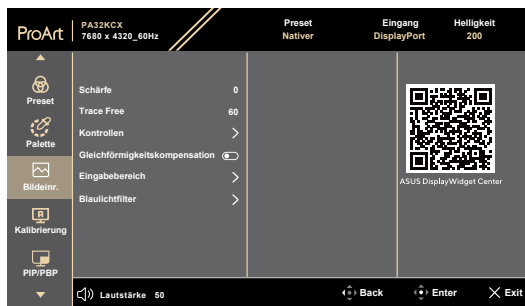 ProArt
PA32KCX
7680 x 4320_60Hz
Preset
Nativer
Eingang
DisplayPort
Helligkeit
200
Preset
Palette
Bildeinr.
Kalibrierung
PIP/PBP
Schärfe 0
Trace Free 60
Kontrollen
Gleichförmigkeitskompensation
Eingabebereich
Blaulichtfilter
ASUS DisplayWidget Center
Lautstärke 50
Back
Enter
Exit